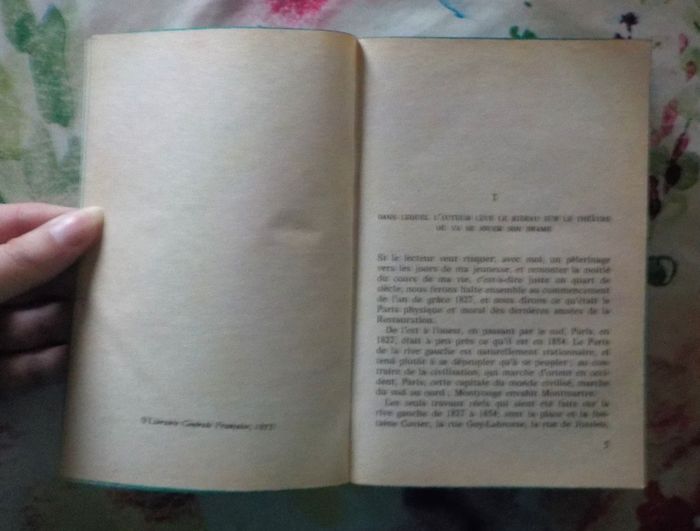 © Librairie Générale Française, 1973
I
DANS LEQUEL L'AUTEUR LÈVE LE RIDEAU SUR LE THÉÂTRE
OÙ VA SE JOUER SON DRAME
Si le lecteur veut risquer, avec moi, un pèlerinage
vers les jours de ma jeunesse, et remonter la moitié
du cours de ma vie, c'est-à-dire juste un quart de
siècle, nous ferons halte ensemble au commencement
de l'an de grâce 1827, et nous dirons ce qu'était le
Paris physique et moral des dernières années de la
Restauration.
De l'est à l'ouest, en passant par le sud, Paris, en
1827, était à peu près ce qu'il est en 1854. Le Paris
de la rive gauche est naturellement stationnaire, et
tend plutôt à se dépeupler qu'à se peupler ; au con-
traire de la civilisation, qui marche d'orient en occi-
dent, Paris, cette capitale du monde civilisé, marche
du sud au nord ; Montrouge envahit Montmartre.
Les seuls travaux réels qui aient été faits sur la
rive gauche de 1827 à 1854, sont la place et la fon-
taine Cuvier, la rue Guy-Labrosse, la rue de Jussieu,
5